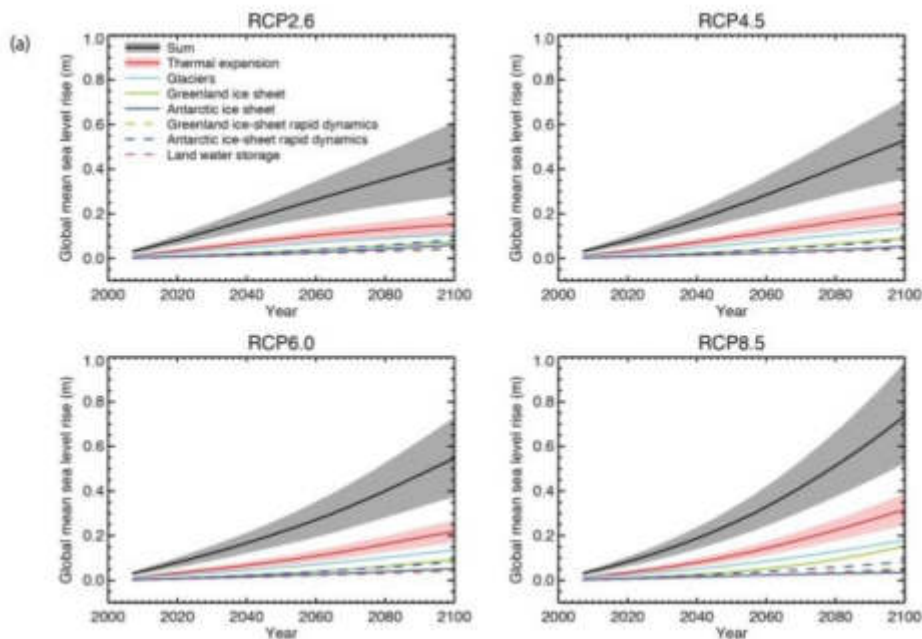 (a)
RCP2.6
Global mean sea level rise (m)
1.0
0.8
0.6
0.4
0.2
0.0
Sum
Thermal expansion
Glaciers
Greenland ice sheet
Antarctic ice sheet
Greenland ice-sheet rapid dynamics
Antarctic ice-sheet rapid dynamics
Land water storage
2000 2020 2040 2060 2080 2100
Year
RCP4.5
Global mean sea level rise (m)
1.0
0.8
0.6
0.4
0.2
0.0
2000 2020 2040 2060 2080 2100
Year
RCP6.0
Global mean sea level rise (m)
1.0
0.8
0.6
0.4
0.2
0.0
2000 2020 2040 2060 2080 2100
Year
RCP8.5
Global mean sea level rise (m)
1.0
0.8
0.6
0.4
0.2
0.0
2000 2020 2040 2060 2080 2100
Year